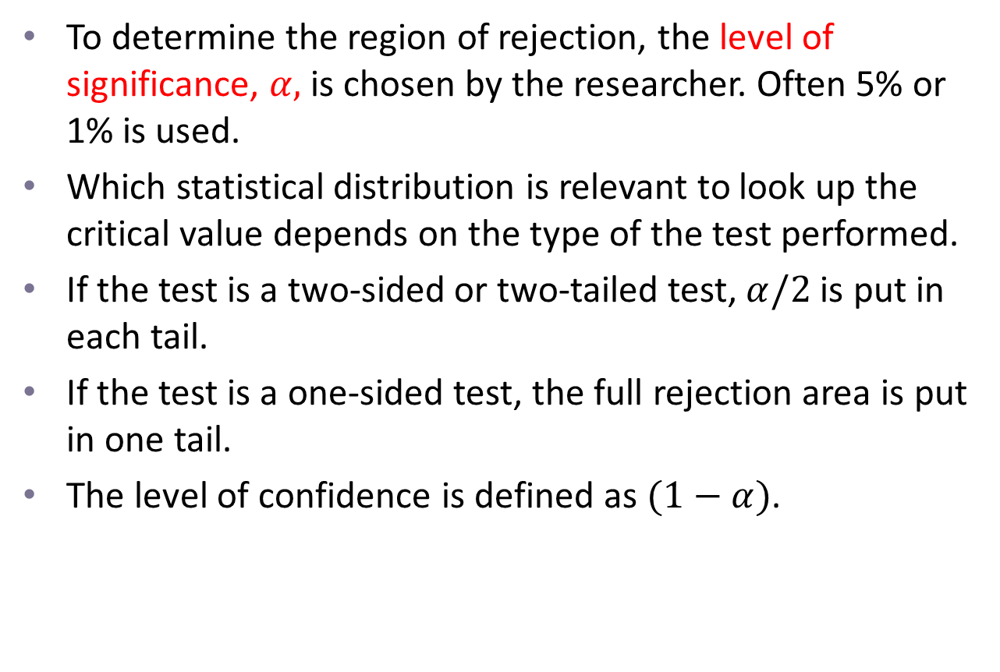 • To determine the region of rejection, the level of
significance, α, is chosen by the researcher. Often 5% or
1% is used.
• Which statistical distribution is relevant to look up the
critical value depends on the type of the test performed.
• If the test is a two-sided or two-tailed test, α/2 is put in
each tail.
• If the test is a one-sided test, the full rejection area is put
in one tail.
• The level of confidence is defined as (1 − α).